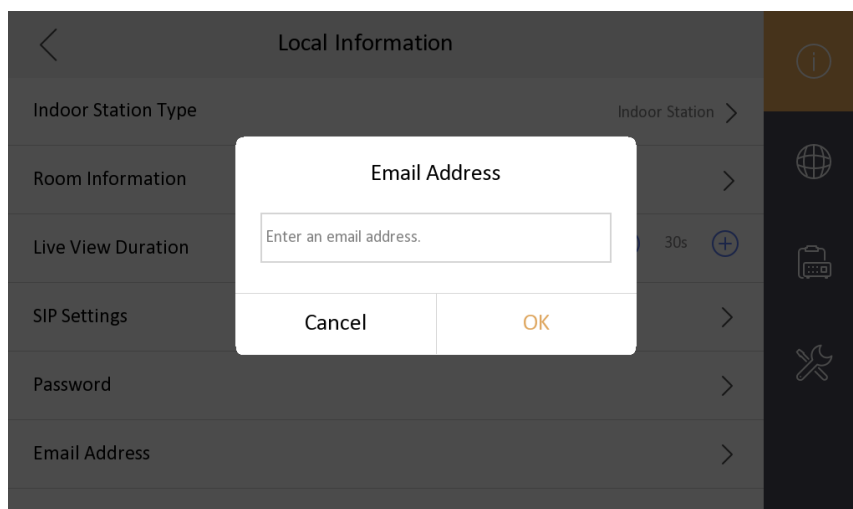 Local Information
Indoor Station Type
Indoor Station
Room Information
Live View Duration
30s
SIP Settings
Password
Email Address
Email Address
Enter an email address.
Cancel
OK